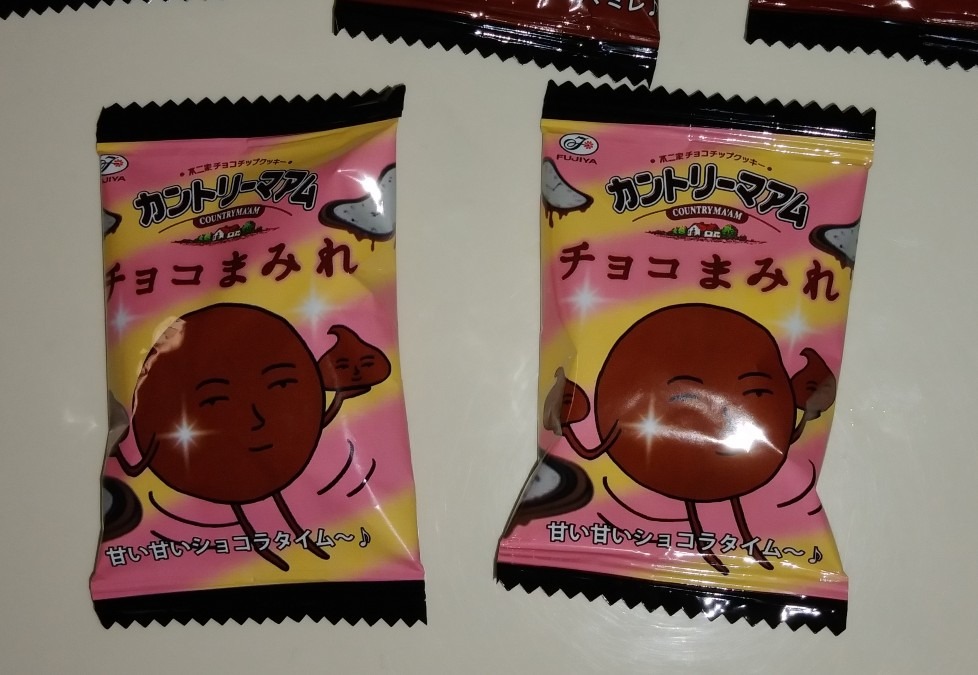 マミレ♪
FUJIYA
不二家チョコチップクッキー
カントリーマアム
COUNTRY MA'AM
チョコまみれ
甘い甘いショコラタイム～♪
FUJIYA
不二家チョコチップクッキー
カントリーマアム
COUNTRY MA'AM
チョコまみれ
甘い甘いショコラタイム～♪